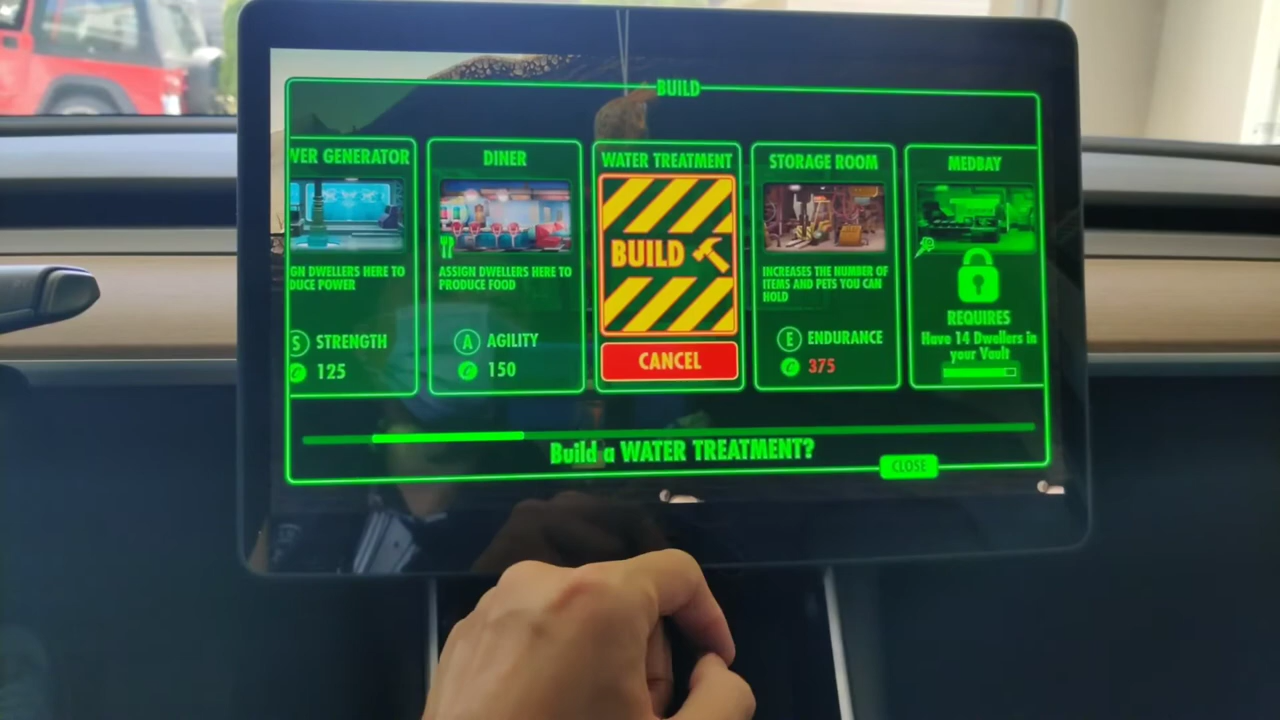 BUILD
WER GENERATOR
GN DWELLERS HERE TO
DUCE POWER
S STRENGTH
125
DINER
ASSIGN DWELLERS HERE TO
PRODUCE FOOD
A AGILITY
150
WATER TREATMENT
BUILD
CANCEL
STORAGE ROOM
INCREASES THE NUMBER OF
ITEMS AND PETS YOU CAN
HOLD
E ENDURANCE
375
MEDBAY
REQUIRES
Have 14 Dwellers in
your Vault
Build a WATER TREATMENT?
CLOSE